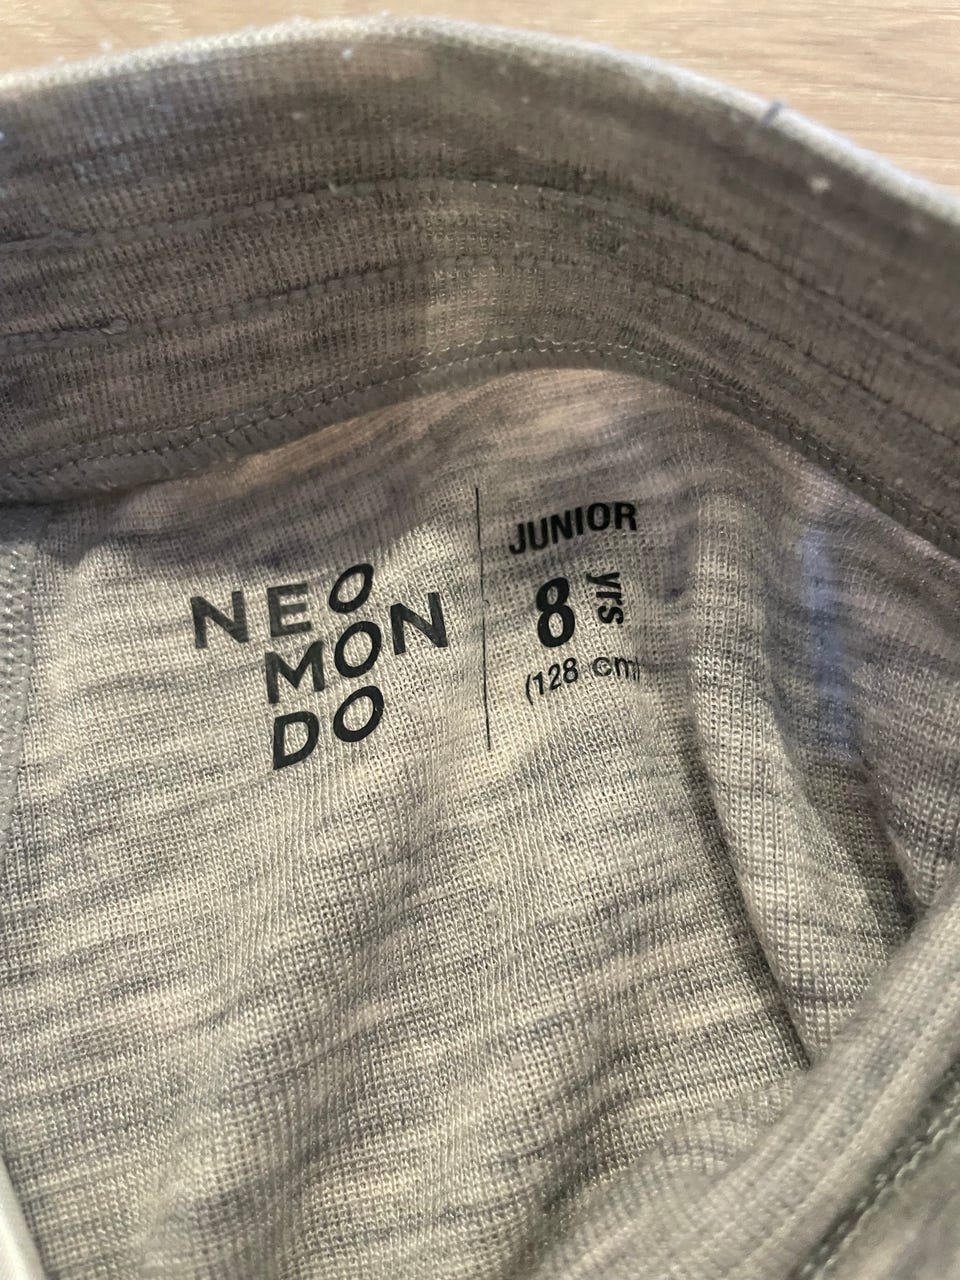 NEO
MON
DO
JUNIOR
8 yrs
(128 cm)